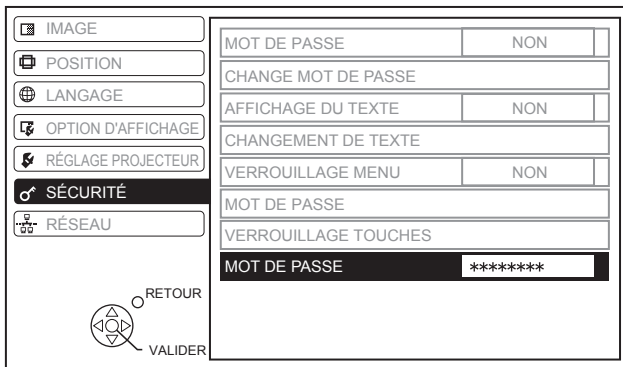 IMAGE
POSITION
LANGAGE
OPTION D'AFFICHAGE
RÉGLAGE PROJECTEUR
SÉCURITÉ
RÉSEAU
RETOUR
VALIDER
MOT DE PASSE NON
CHANGE MOT DE PASSE
AFFICHAGE DU TEXTE NON
CHANGEMENT DE TEXTE
VERROUILLAGE MENU NON
MOT DE PASSE
VERROUILLAGE TOUCHES
MOT DE PASSE ********